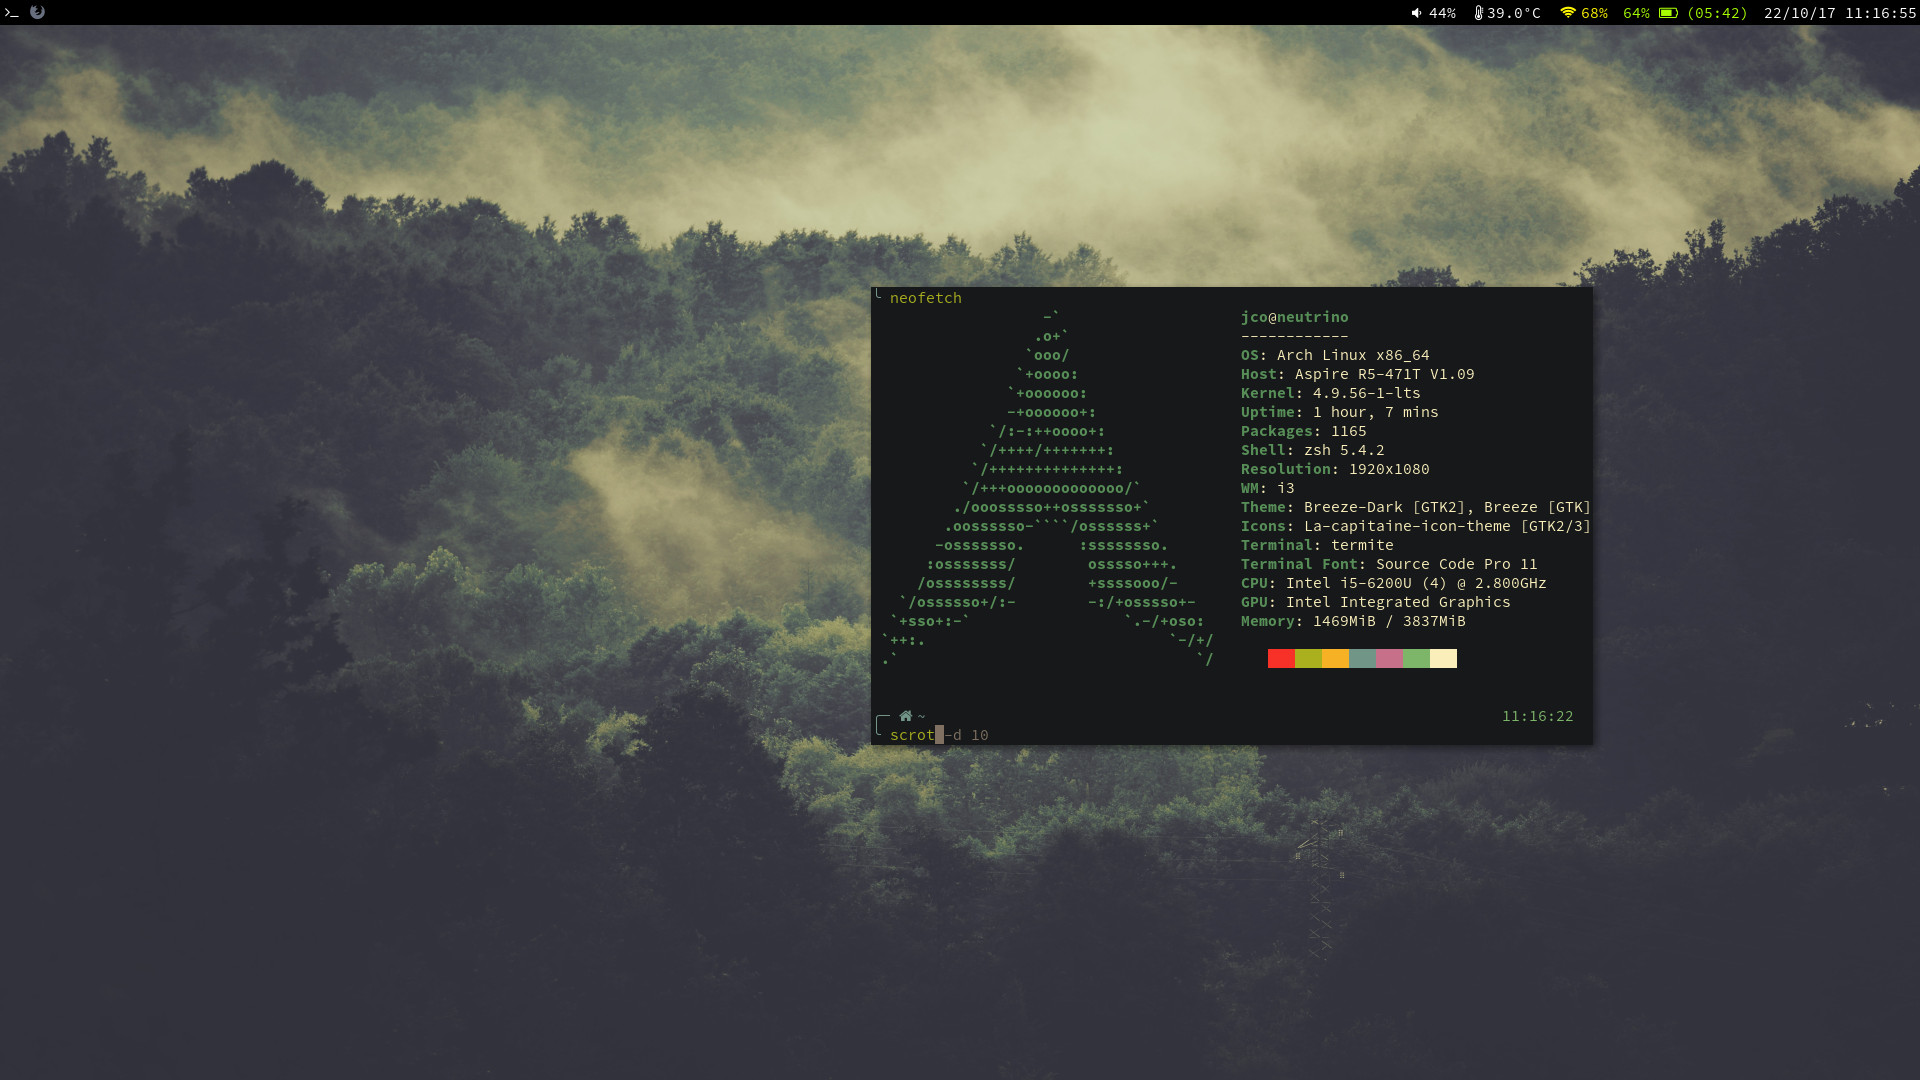 >_ 44% 39.0°C 68% 64% (05:42) 22/10/17 11:16:55
neofetch
-`                    jco@neutrino
.o+`                   ------------
`ooo/                   OS: Arch Linux x86_64
`+oooo:                  Host: Aspire R5-471T V1.09
`+oooooo:                 Kernel: 4.9.56-1-lts
-+oooooo+:                Uptime: 1 hour, 7 mins
`/:-:++oooo+:               Packages: 1165
`/++++/+++++++:              Shell: zsh 5.4.2
`/++++++++++++++:             Resolution: 1920x1080
`/+++ooooooooooooo/`           WM: i3
./ooosssso++osssssso+`          Theme: Breeze-Dark [GTK2], Breeze [GTK]
.oossssso-````/ossssss+`         Icons: La-capitaine-icon-theme [GTK2/3]
-osssssso.      :ssssssso.        Terminal: termite
:osssssss/        osssso+++.       Terminal Font: Source Code Pro 11
/ossssssss/        +ssssooo/-       CPU: Intel i5-6200U (4) @ 2.800GHz
`/ossssso+/:-        -:/+osssso+-     GPU: Intel Integrated Graphics
`+sso+:-`                 `.-/+oso:    Memory: 1469MiB / 3837MiB
`++:.                           `-/+/
.`                                 `/
~ 11:16:22
scrot -d 10